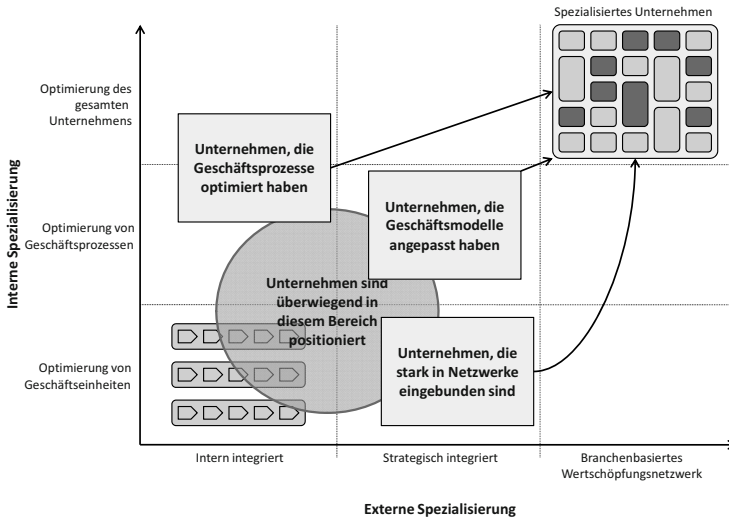 Spezialisiertes Unternehmen
Optimierung des
gesamten
Unternehmens
Unternehmen, die
Geschäftsprozesse
optimiert haben
Interne Spezialisierung
Optimierung von
Geschäftsprozessen
Unternehmen, die
Geschäftsmodelle
angepasst haben
Unternehmen sind
überwiegend in
diesem Bereich
positioniert
Optimierung von
Geschäftseinheiten
Unternehmen, die
stark in Netzwerke
eingebunden sind
Intern integriert
Strategisch integriert
Branchenbasiertes
Wertschöpfungsnetzwerk
Externe Spezialisierung